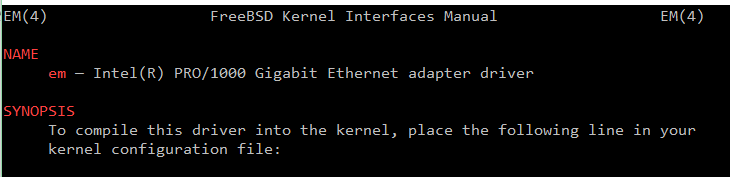 EM(4) FreeBSD Kernel Interfaces Manual EM(4)
NAME
em — Intel(R) PRO/1000 Gigabit Ethernet adapter driver
SYNOPSIS
To compile this driver into the kernel, place the following line in your
kernel configuration file: